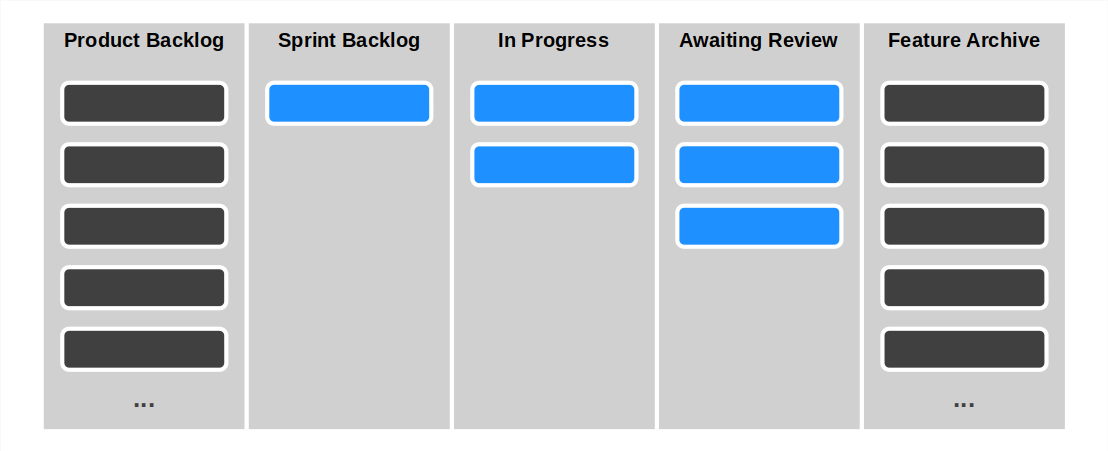 Product Backlog
Sprint Backlog
In Progress
Awaiting Review
Feature Archive
...
...